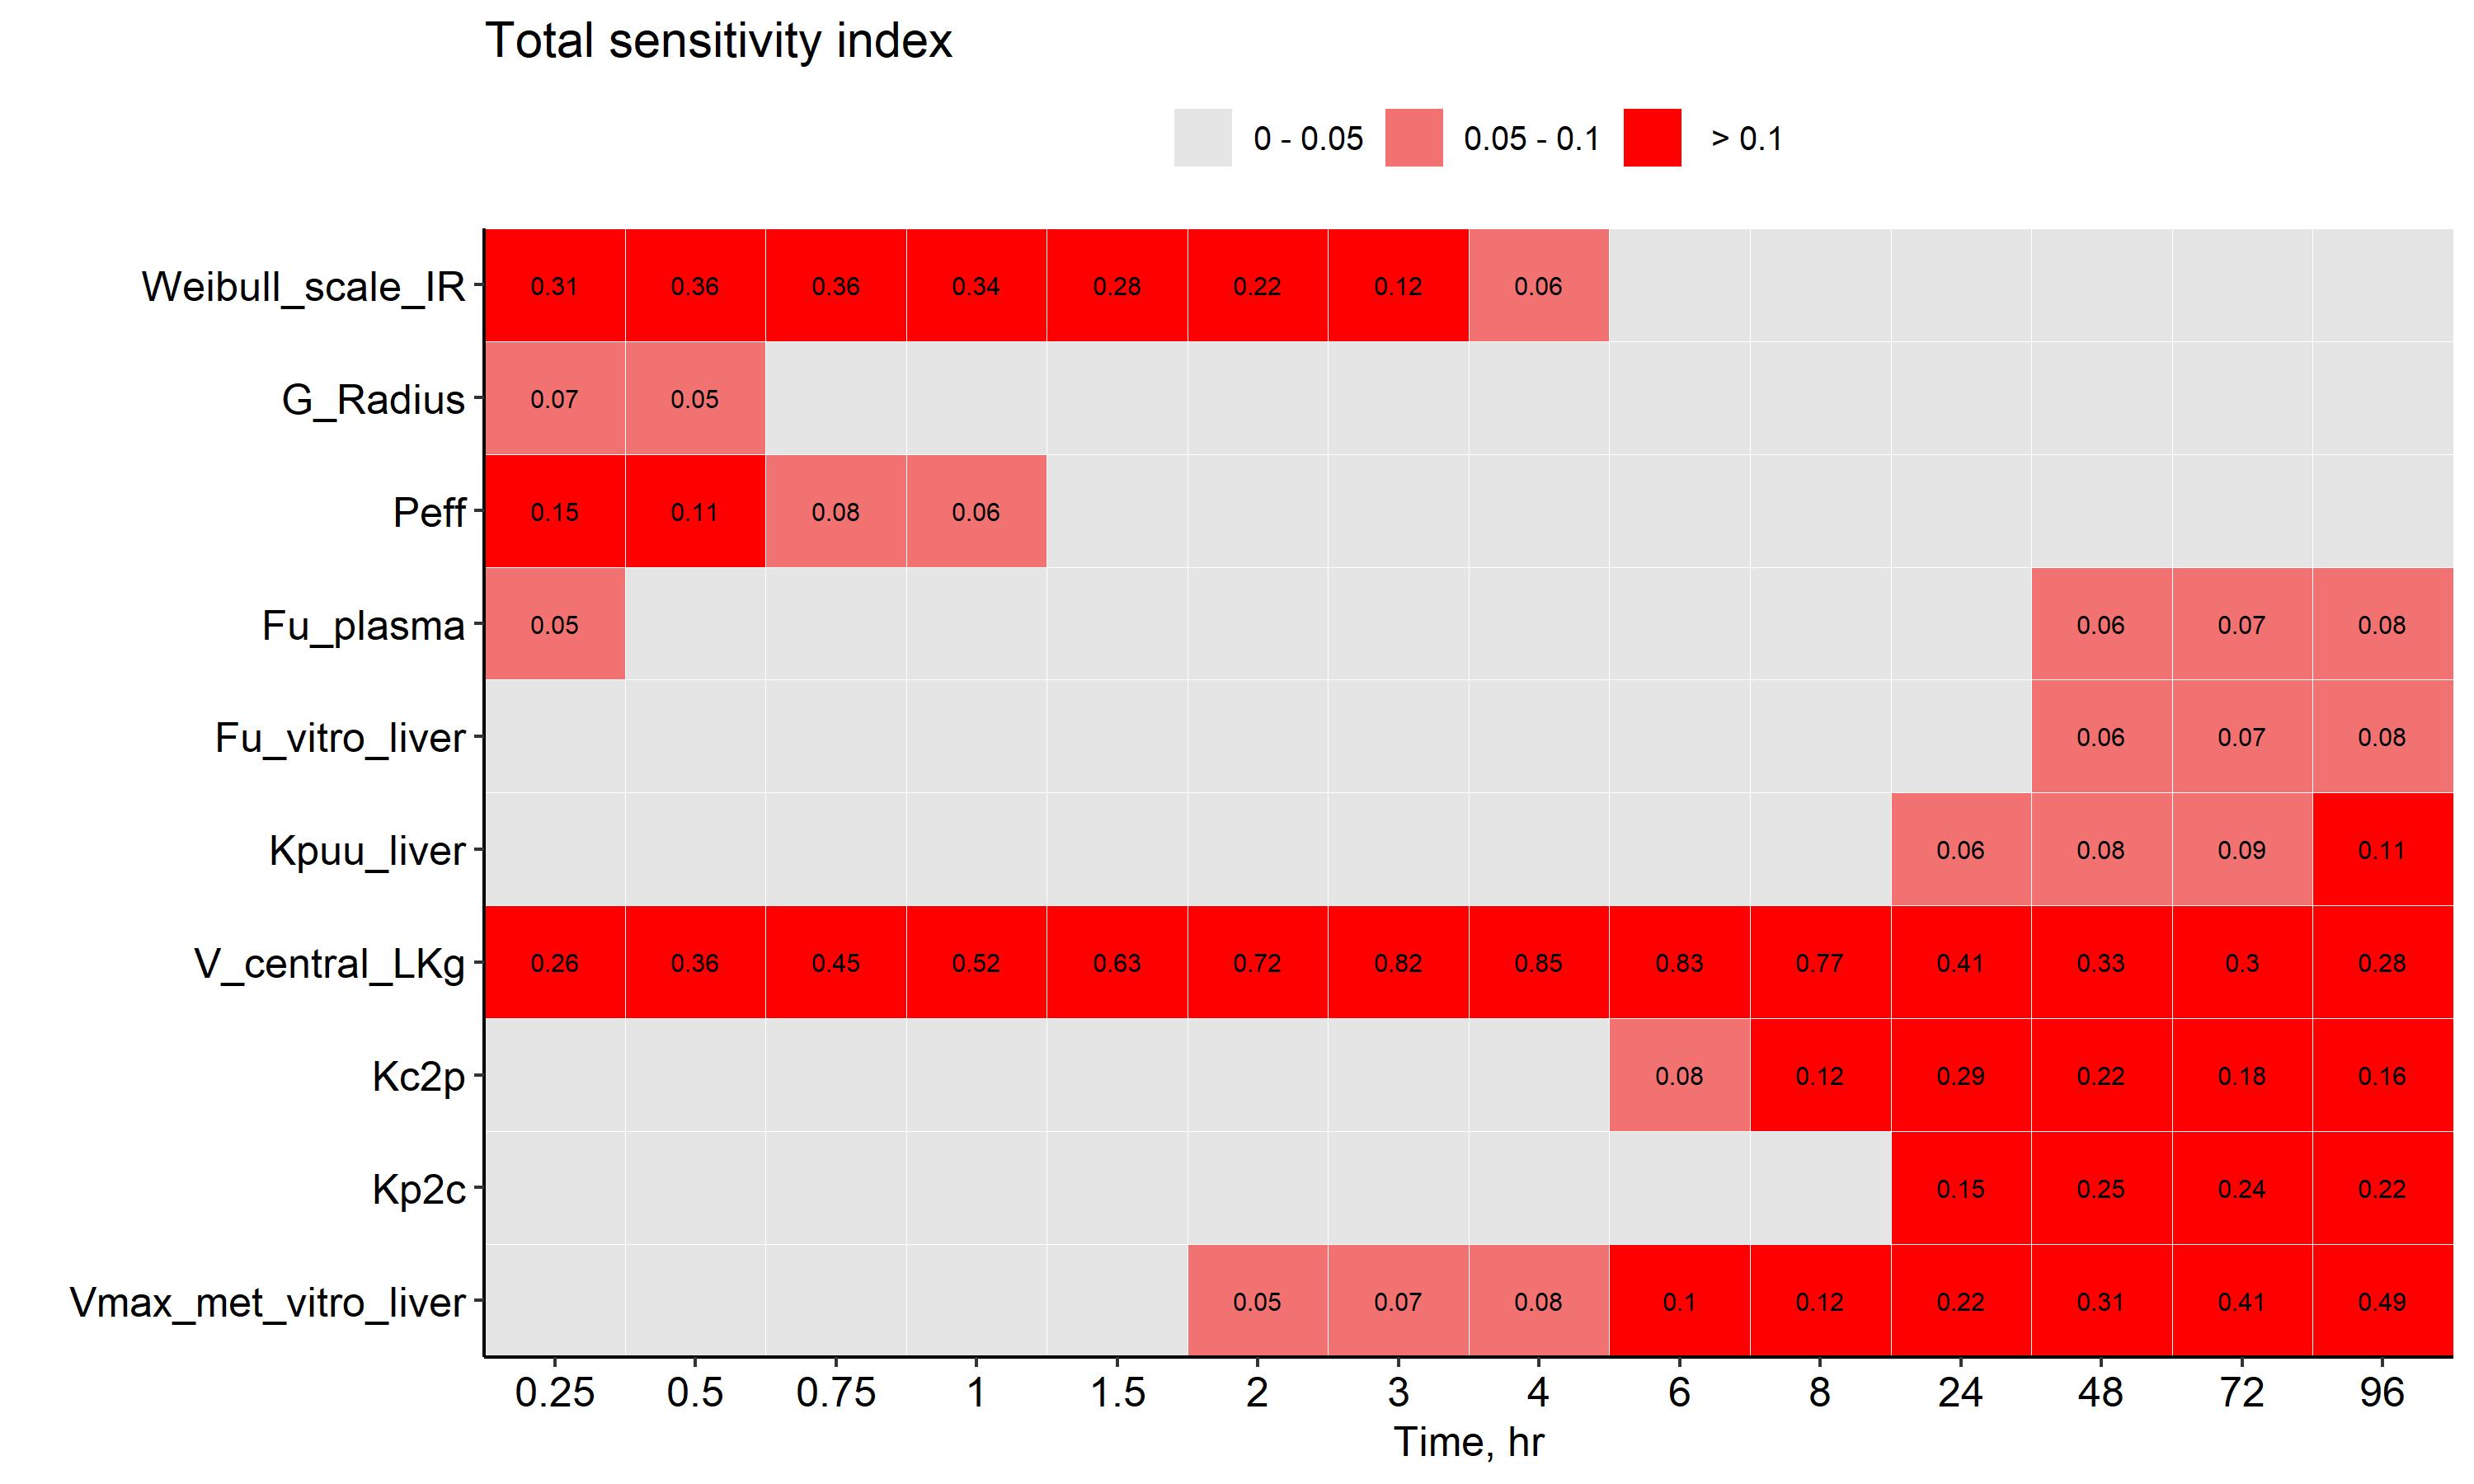 Total sensitivity index
0 - 0.05 0.05 - 0.1 > 0.1
Weibull_scale_IR 0.31 0.36 0.36 0.34 0.28 0.22 0.12 0.06
G_Radius 0.07 0.05
Peff 0.15 0.11 0.08 0.06
Fu_plasma 0.05 0.06 0.07 0.08
Fu_vitro_liver 0.06 0.07 0.08
Kpuu_liver 0.06 0.08 0.09 0.11
V_central_LKg 0.26 0.36 0.45 0.52 0.63 0.72 0.82 0.85 0.83 0.77 0.41 0.33 0.3 0.28
Kc2p 0.08 0.12 0.29 0.22 0.18 0.16
Kp2c 0.15 0.25 0.24 0.22
Vmax_met_vitro_liver 0.05 0.07 0.08 0.1 0.12 0.22 0.31 0.41 0.49
0.25 0.5 0.75 1 1.5 2 3 4 6 8 24 48 72 96
Time, hr